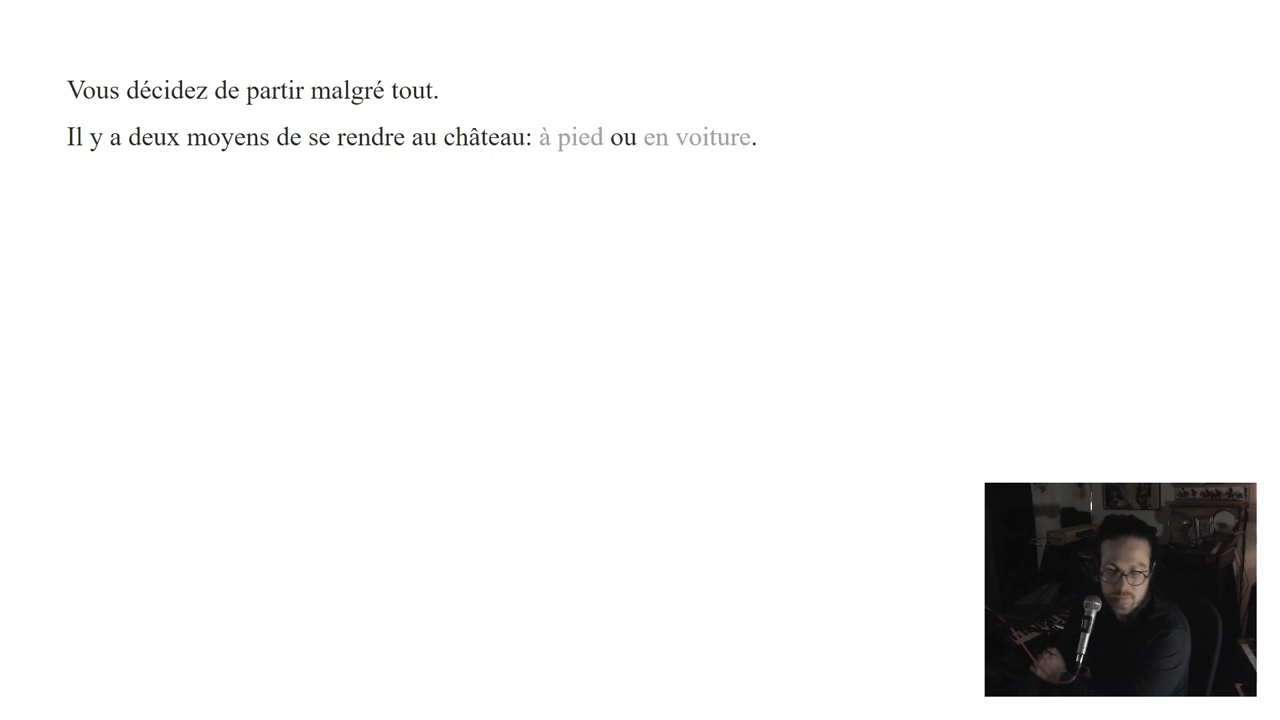 Vous décidez de partir malgré tout.
Il y a deux moyens de se rendre au château: à pied ou en voiture.